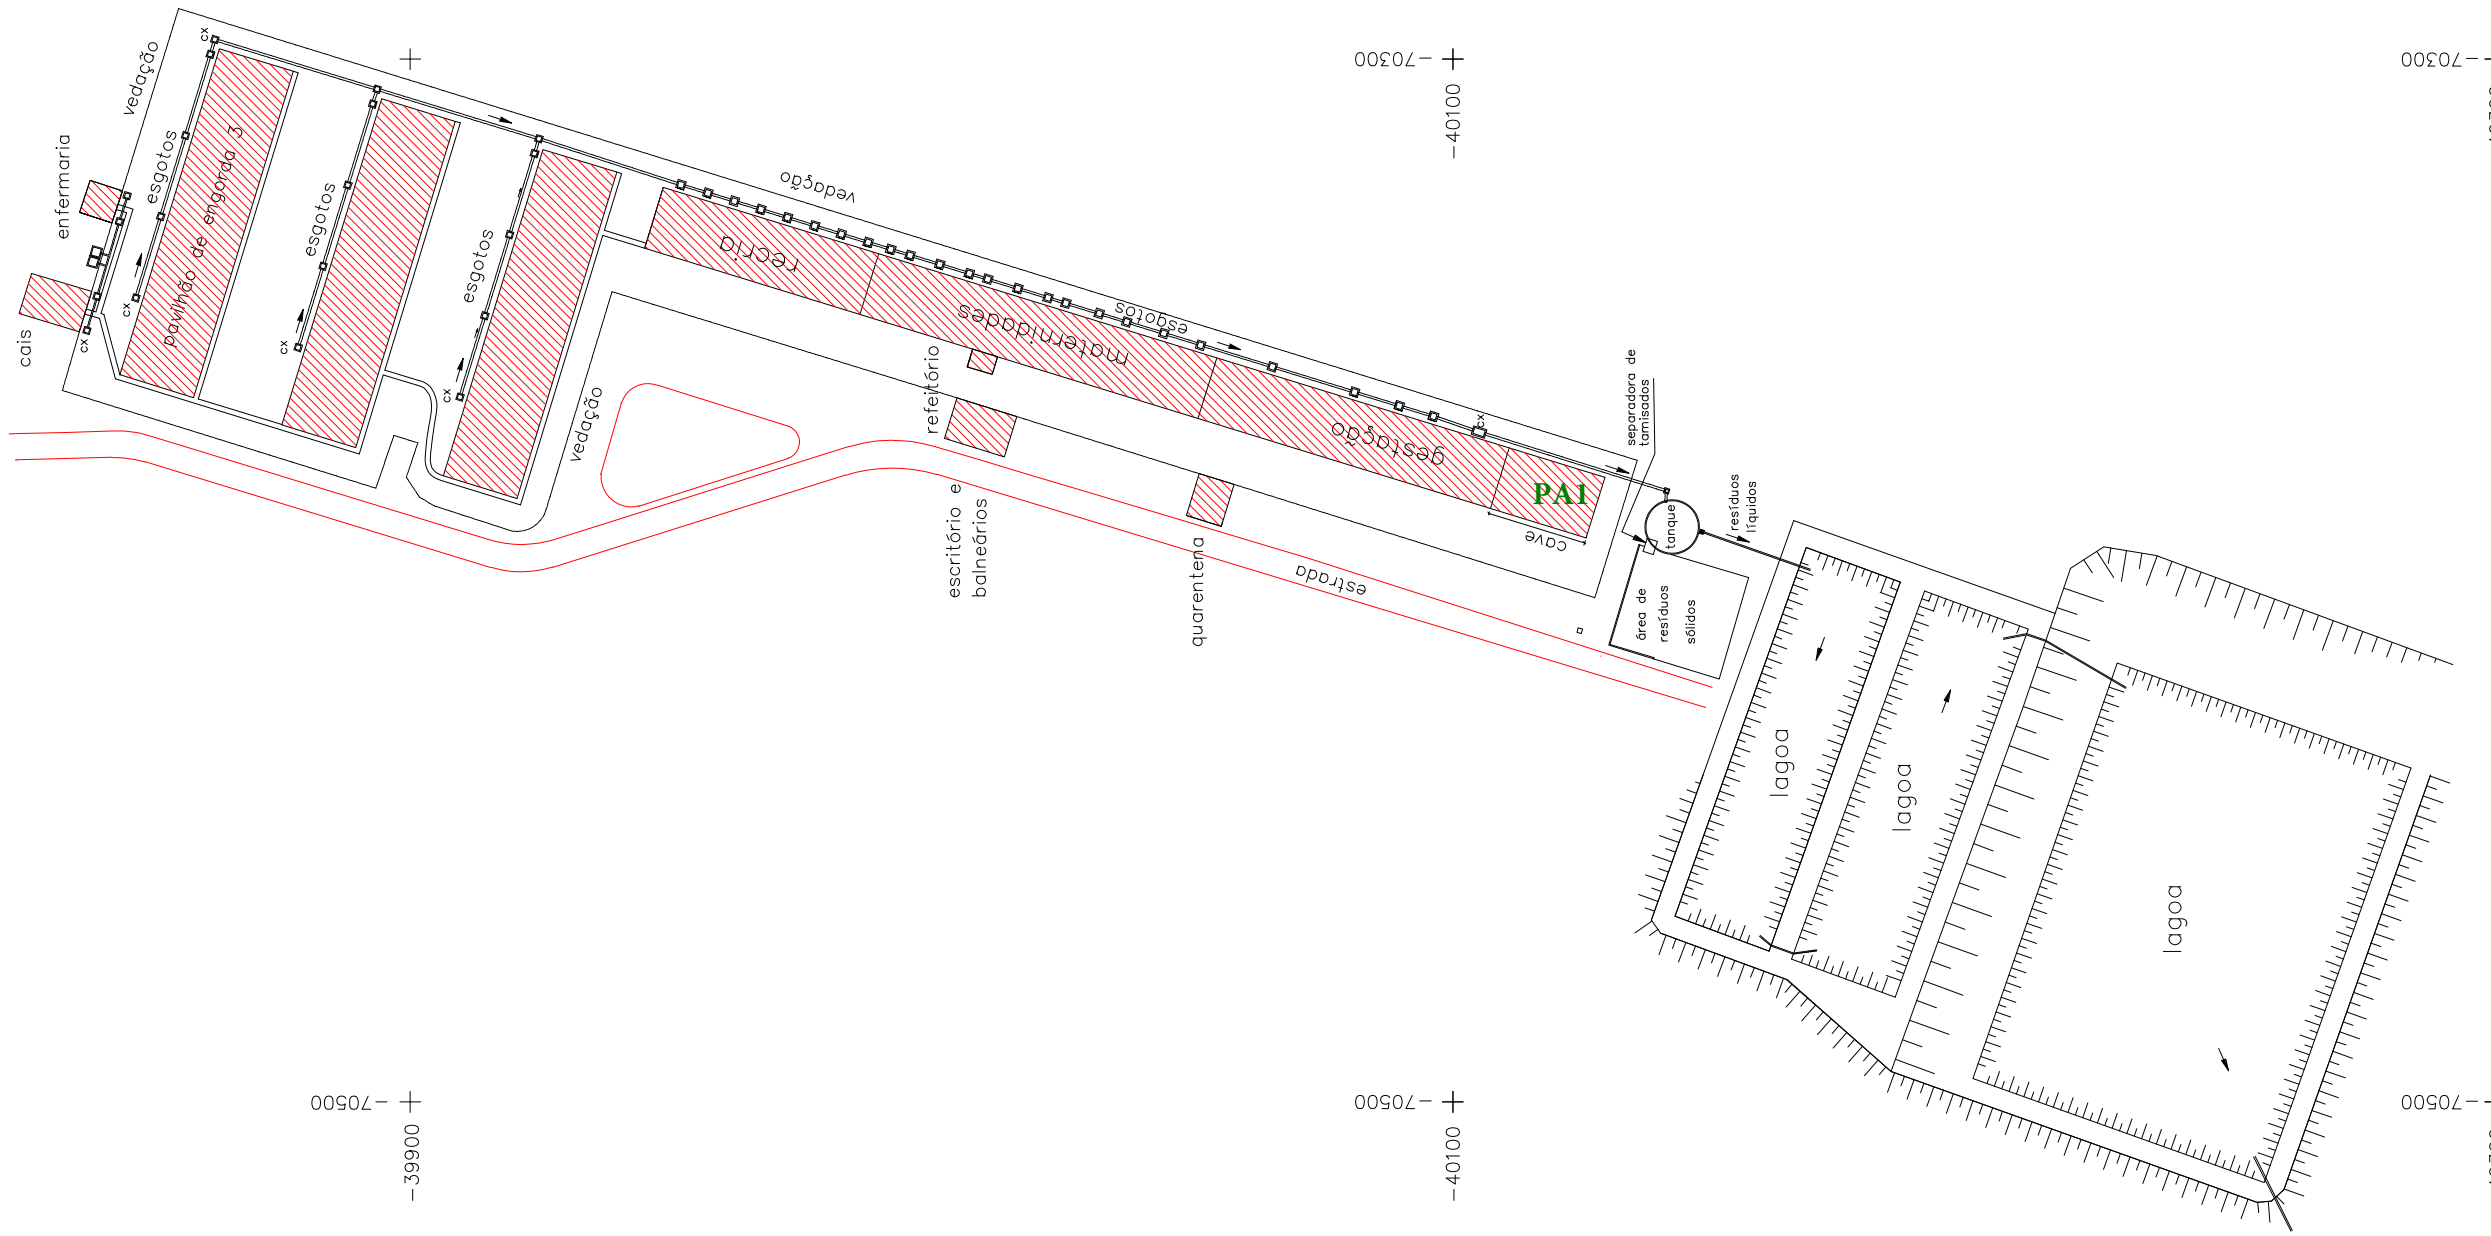 cx
vedação
-70300
-70300
-40100
enfermaria
esgotos
pavilhão de engorda 3
esgotos
esgotos
vedação
cais
cx
cx
cx
cx
recria
maternidades
esgotos
refeitório
vedação
gestação
cx
separadora de
tamisados
PA1
cave
tanque
resíduos
líquidos
escritório e
balneários
quarentena
estrada
área de
resíduos
sólidos
lagoa
lagoa
lagoa
-70500
-39900
-70500
-40100
-70500